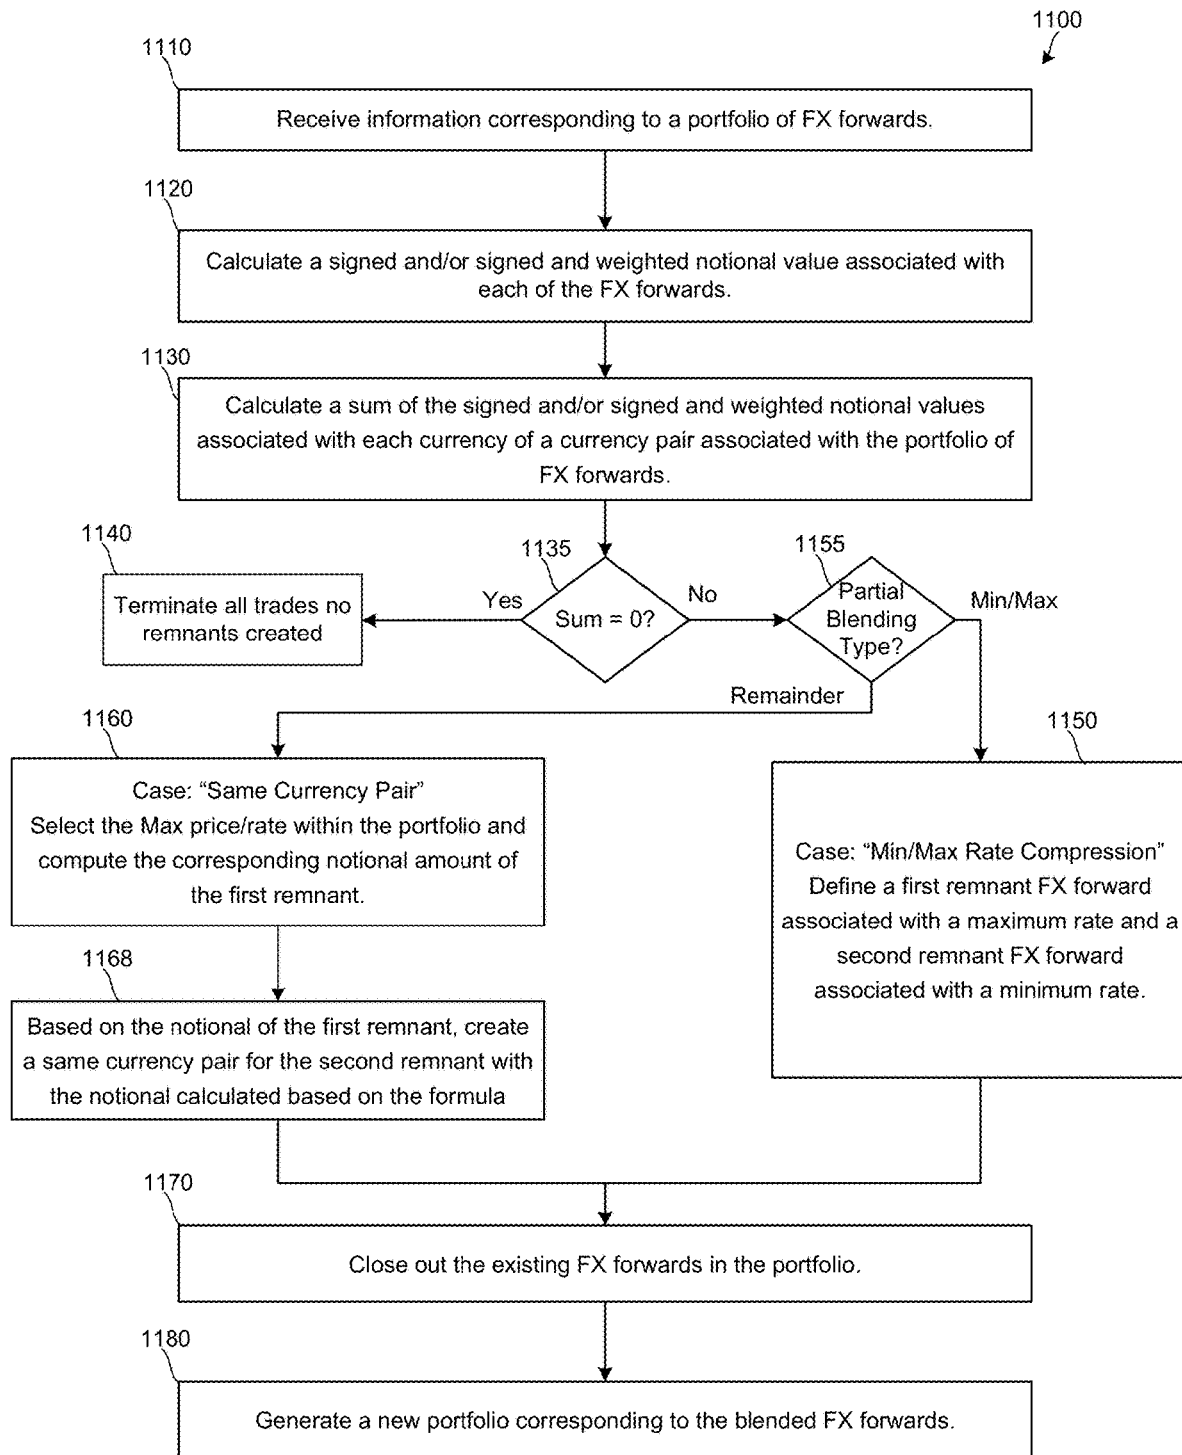 1100
1110
Receive information corresponding to a portfolio of FX forwards.
1120
Calculate a signed and/or signed and weighted notional value associated with
each of the FX forwards.
1130
Calculate a sum of the signed and/or signed and weighted notional values
associated with each currency of a currency pair associated with the portfolio of
FX forwards.
1140
Terminate all trades no
remnants created
Yes
1135
Sum = 0?
No
1155
Partial
Blending
Type?
Min/Max
Remainder
1160
Case: “Same Currency Pair”
Select the Max price/rate within the portfolio and
compute the corresponding notional amount of
the first remnant.
1150
Case: “Min/Max Rate Compression”
Define a first remnant FX forward
associated with a maximum rate and a
second remnant FX forward
associated with a minimum rate.
1168
Based on the notional of the first remnant, create
a same currency pair for the second remnant with
the notional calculated based on the formula
1170
Close out the existing FX forwards in the portfolio.
1180
Generate a new portfolio corresponding to the blended FX forwards.